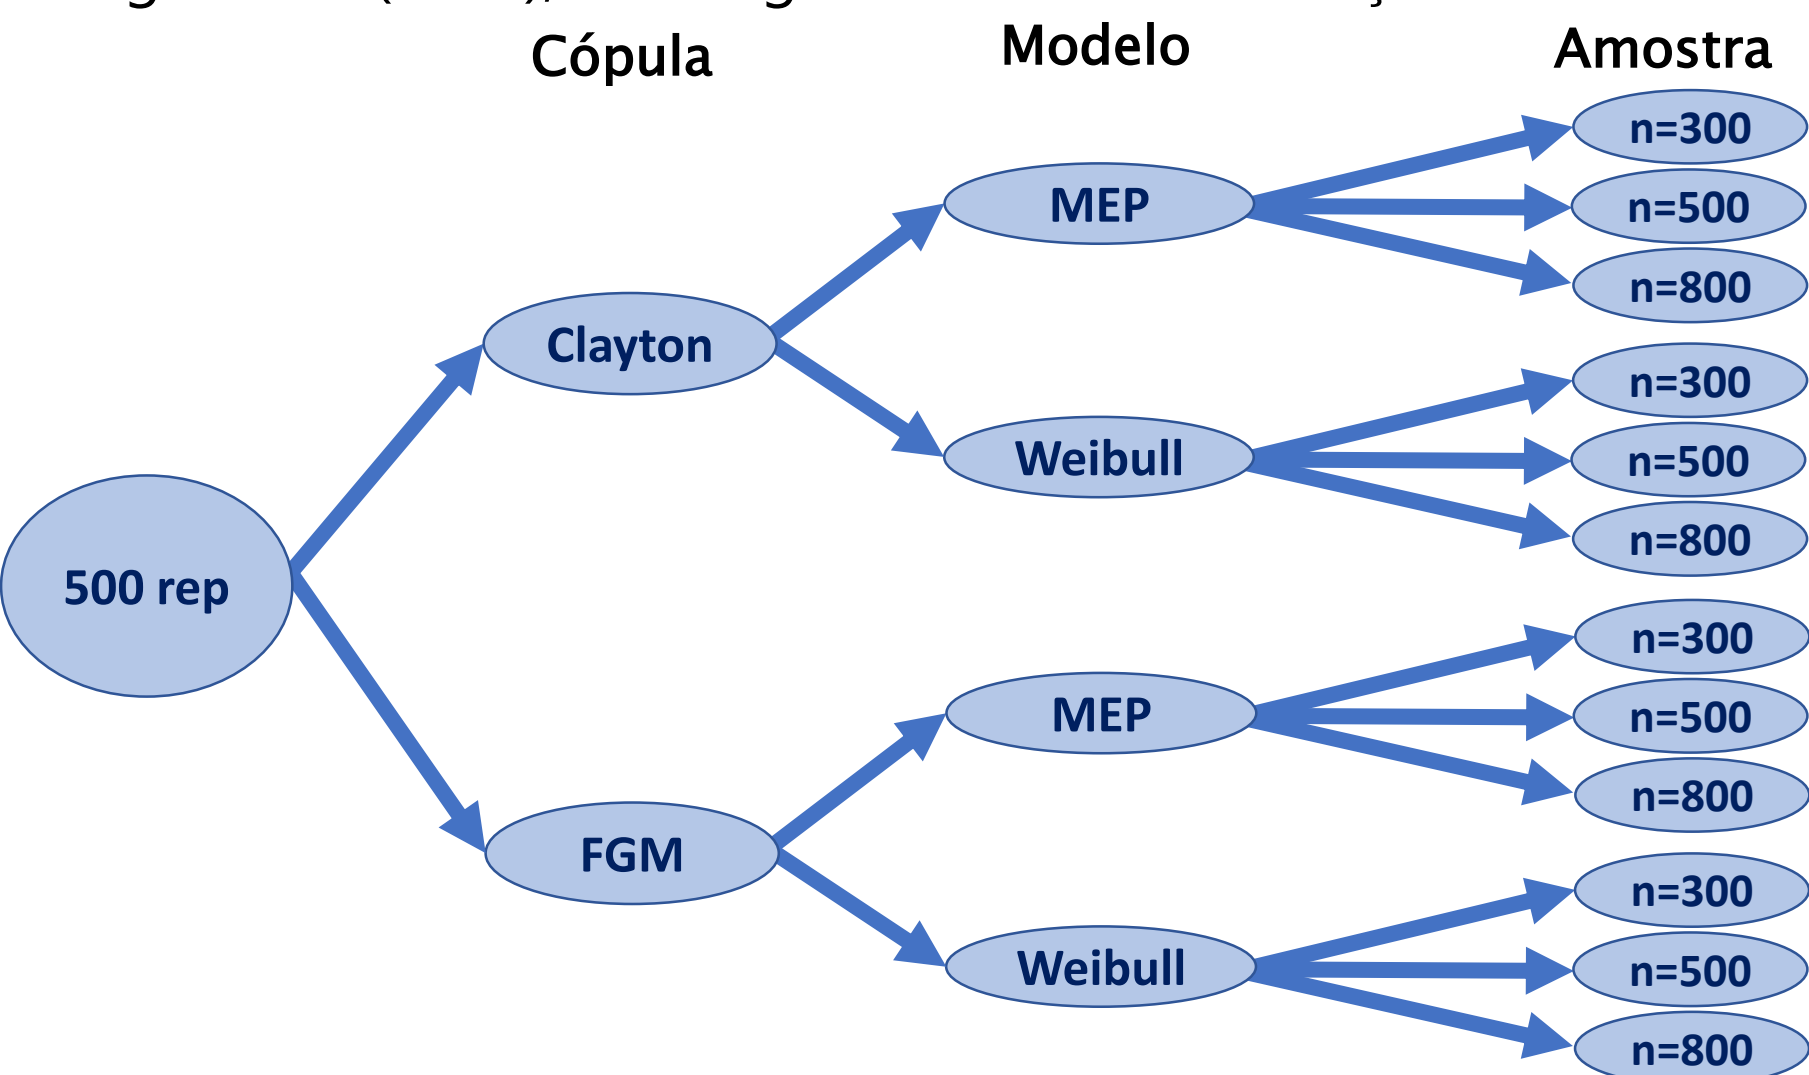 Cópula
Modelo
Amostra
500 rep
Clayton
FGM
MEP
Weibull
MEP
Weibull
n=300
n=500
n=800
n=300
n=500
n=800
n=300
n=500
n=800
n=300
n=500
n=800